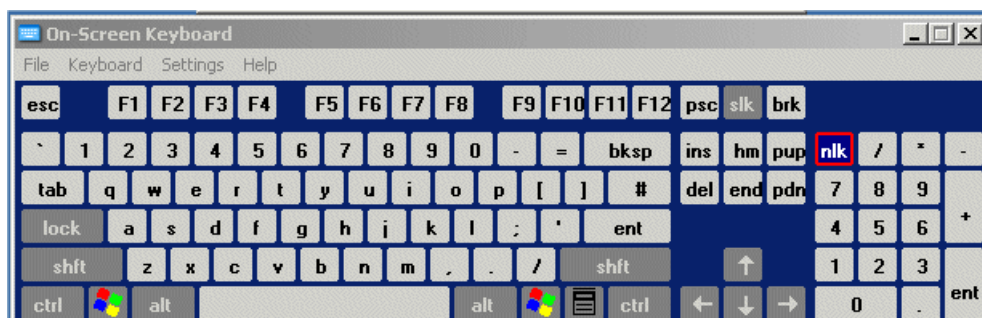 On-Screen Keyboard
File Keyboard Settings Help
esc F1 F2 F3 F4 F5 F6 F7 F8 F9 F10 F11 F12 psc slk brk
` 1 2 3 4 5 6 7 8 9 0 - = bksp ins hm pup nlk / * -
tab q w e r t y u i o p [ ] # del end pdn 7 8 9
lock a s d f g h j k l ; ' ent 4 5 6 +
shft z x c v b n m , . / shft ↑ 1 2 3
ctrl alt alt ctrl ← ↓ → 0 . ent